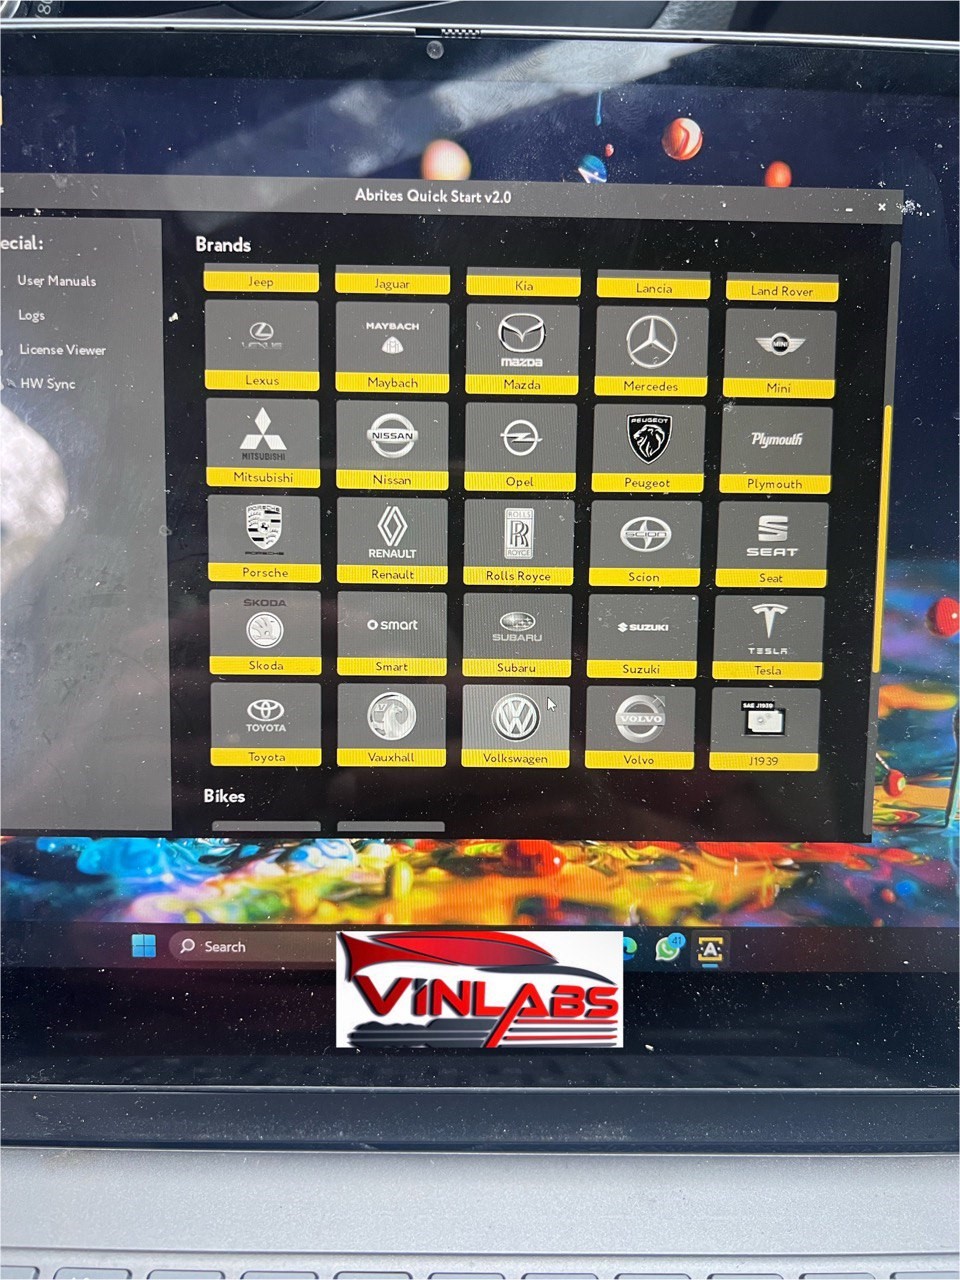 Abrites Quick Start v2.0
ecial:
User Manuals
Logs
License Viewer
HW Sync
Brands
Jeep
Jaguar
Kia
Lancia
Land Rover
LEXUS
MAYBACH
mazda
MINI
Lexus
Maybach
Mazda
Mercedes
Mini
MITSUBISHI
NISSAN
PEUGEOT
Plymouth
Mitsubishi
Nissan
Opel
Peugeot
Plymouth
PORSCHE
PORSCHE
RENAULT
ROLLS
RR
ROYCE
SCION
SEAT
Porsche
Renault
Rolls Royce
Scion
Seat
ŠKODA
smart
SUBARU
SUZUKI
TESLA
Skoda
Smart
Subaru
Suzuki
Tesla
TOYOTA
VOLVO
SAE J1939
Toyota
Vauxhall
Volkswagen
Volvo
J1939
Bikes
Search
41
A
VINLABS